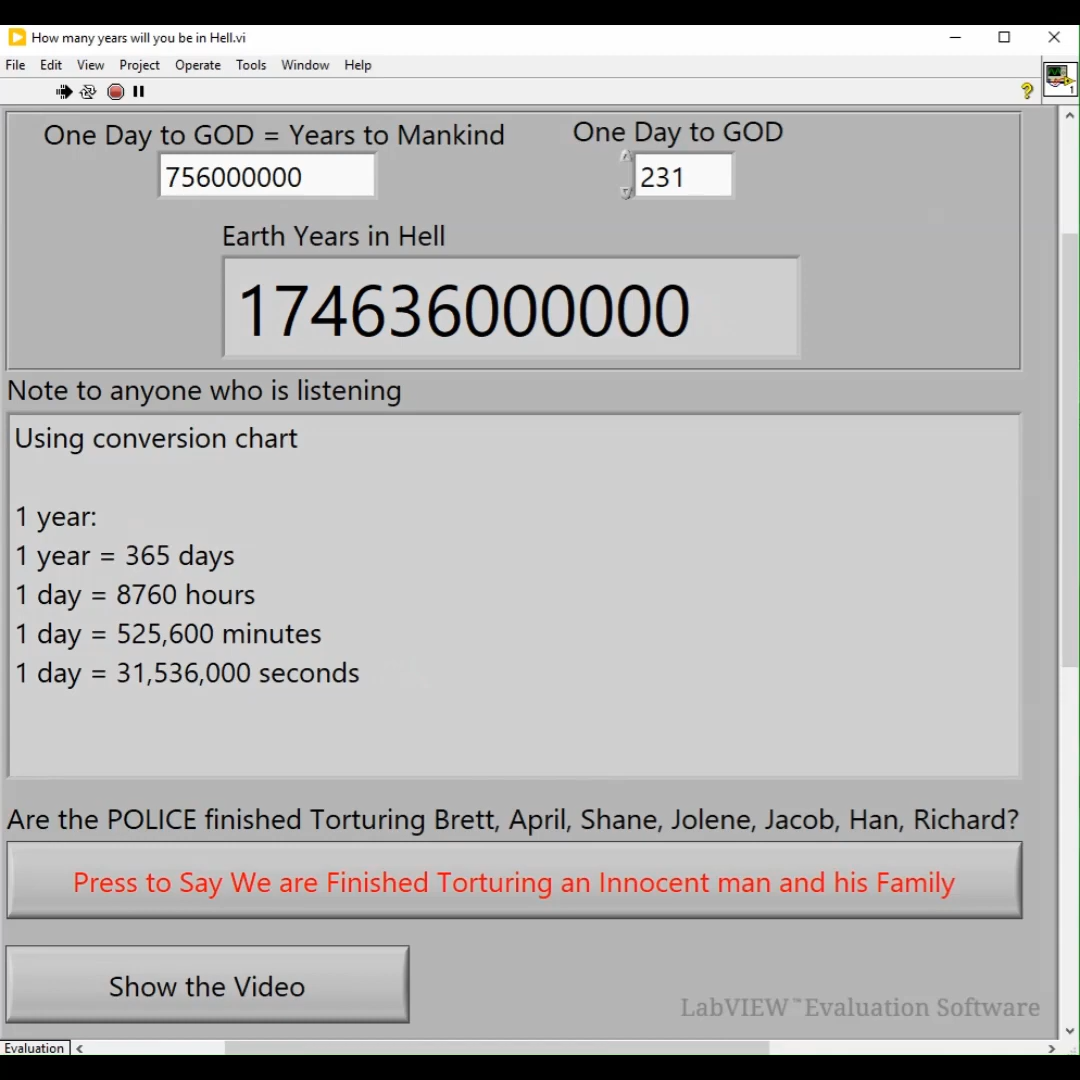 How many years will you be in Hell.vi
File Edit View Project Operate Tools Window Help
?
1
One Day to GOD = Years to Mankind
One Day to GOD
756000000
231
Earth Years in Hell
174636000000
Note to anyone who is listening
Using conversion chart
1 year:
1 year = 365 days
1 day = 8760 hours
1 day = 525,600 minutes
1 day = 31,536,000 seconds
Are the POLICE finished Torturing Brett, April, Shane, Jolene, Jacob, Han, Richard?
Press to Say We are Finished Torturing an Innocent man and his Family
Show the Video
LabVIEW™ Evaluation Software
Evaluation